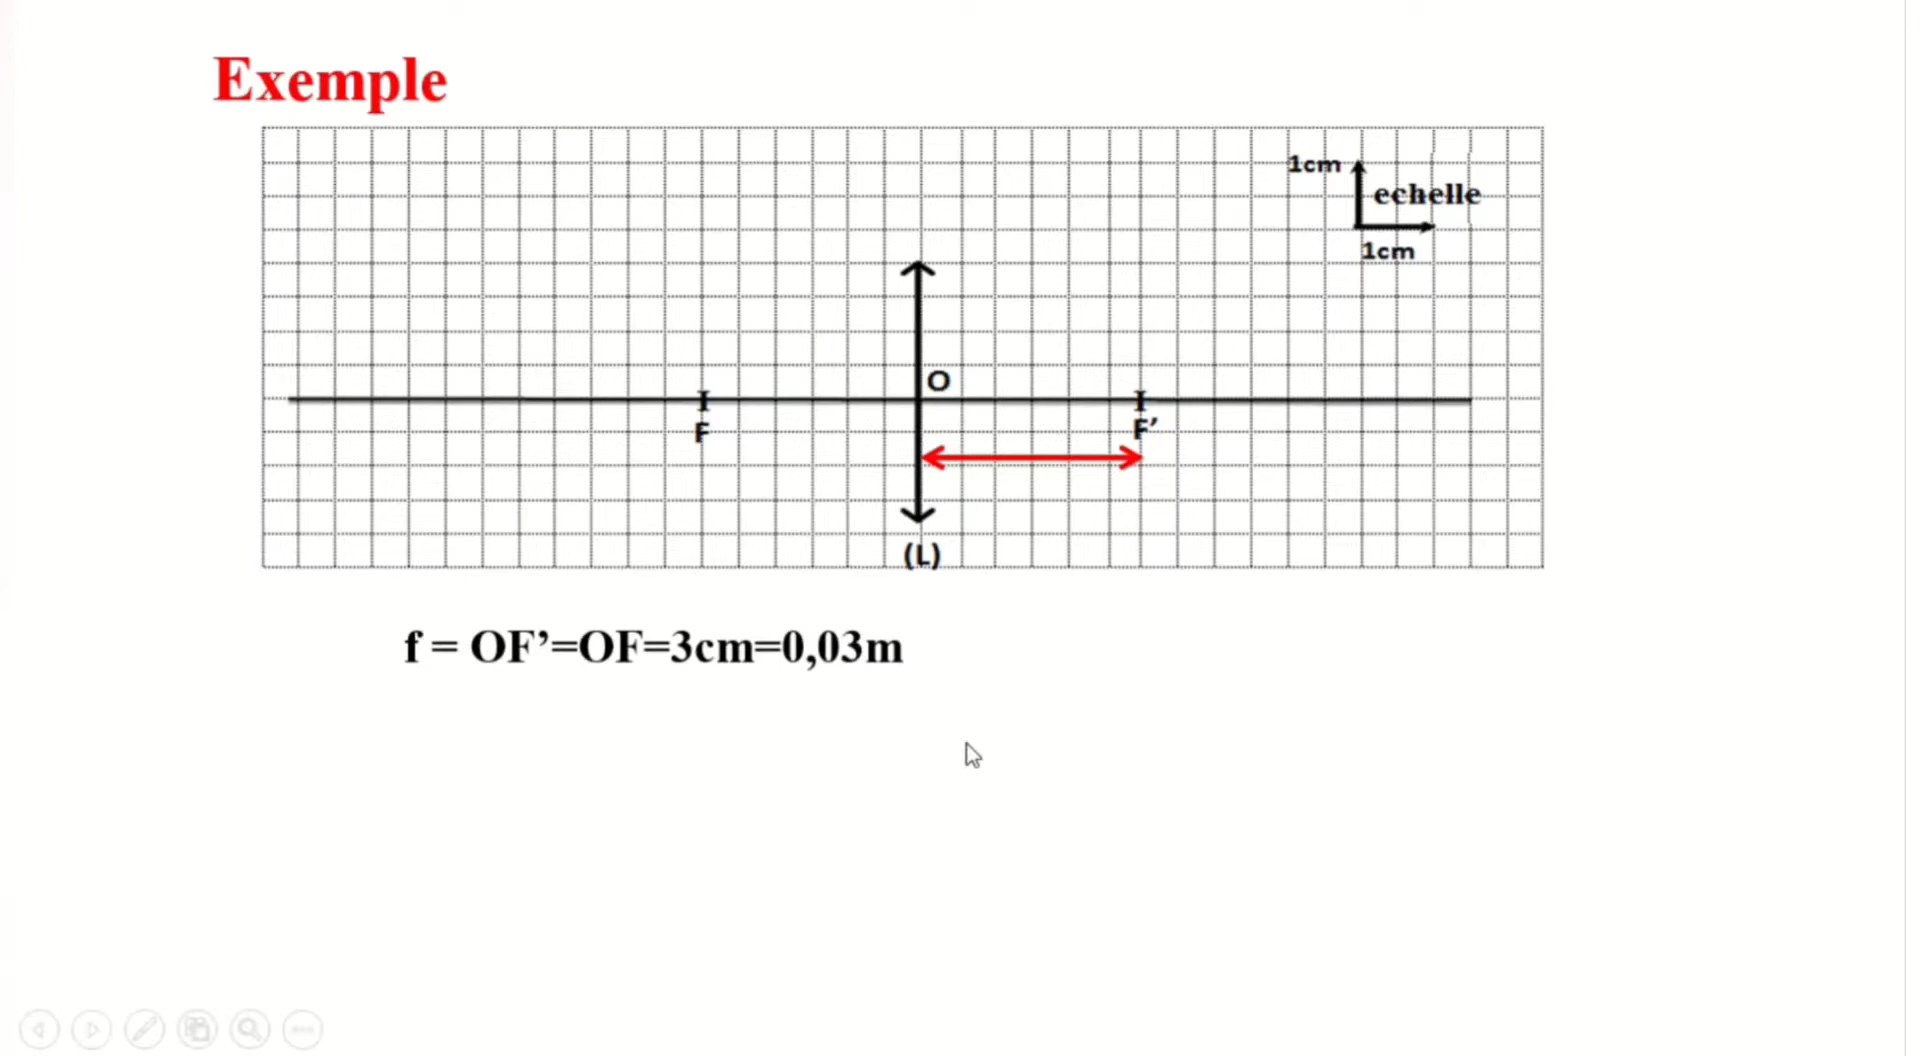 Exemple
1cm
echelle
1cm
O
F
F’
(L)
f = OF’=OF=3cm=0,03m